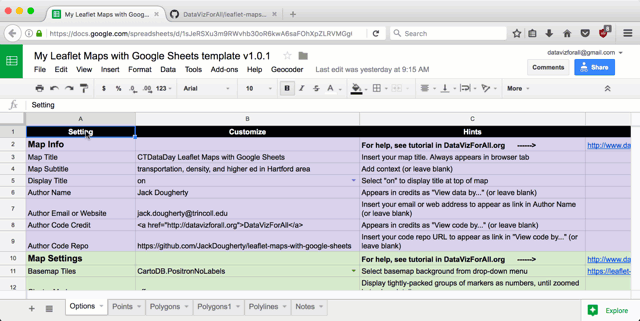 My Leaflet Maps with Google S...
DataVizForAll/leaflet-maps...
https://docs.google.com/spreadsheets/d/1sJeRSXu3m9RWvhb30oR6kwA6saFOhXpZLRVMG
Search
My Leaflet Maps with Google Sheets template v1.0.1
datavizforall@gmail.com
File Edit View Insert Format Data Tools Add-ons Help Geocoder Last edit was yesterday at 9:15 AM
Comments
Share
$ % .0 .00 123 Arial 10 B I S A More
fx Setting
A B C
1 Setting Customize Hints
2 Map Info For help, see tutorial in DataVizForAll.org ------> http://www.da
3 Map Title CTDataDay Leaflet Maps with Google Sheets Insert your map title. Always appears in browser tab
4 Map Subtitle transportation, density, and higher ed in Hartford area Add context (or leave blank)
5 Display Title on Select "on" to display title at top of map
6 Author Name Jack Dougherty Appears in credits as "View data by..." (or leave blank)
7 Author Email or Website jack.dougherty@trincoll.edu Insert your email or web address to appear as link in Author Name (or leave blank)
8 Author Code Credit <a href="http://datavizforall.org">DataVizForAll</a> Appears in credits as "View code by..." (or leave blank)
9 Author Code Repo https://github.com/JackDougherty/leaflet-maps-with-google-sheets Insert your code repo URL to appear as link in "View code by..." (or leave blank)
10 Map Settings For help, see tutorial in DataVizForAll.org ------> http://www.da
11 Basemap Tiles CartoDB.PositronNoLabels Select basemap background from drop-down menu https://leaflet-
12 Display tightly-packed groups of markers as numbers, until zoomed
Options Points Polygons Polygons1 Polylines Notes
Explore